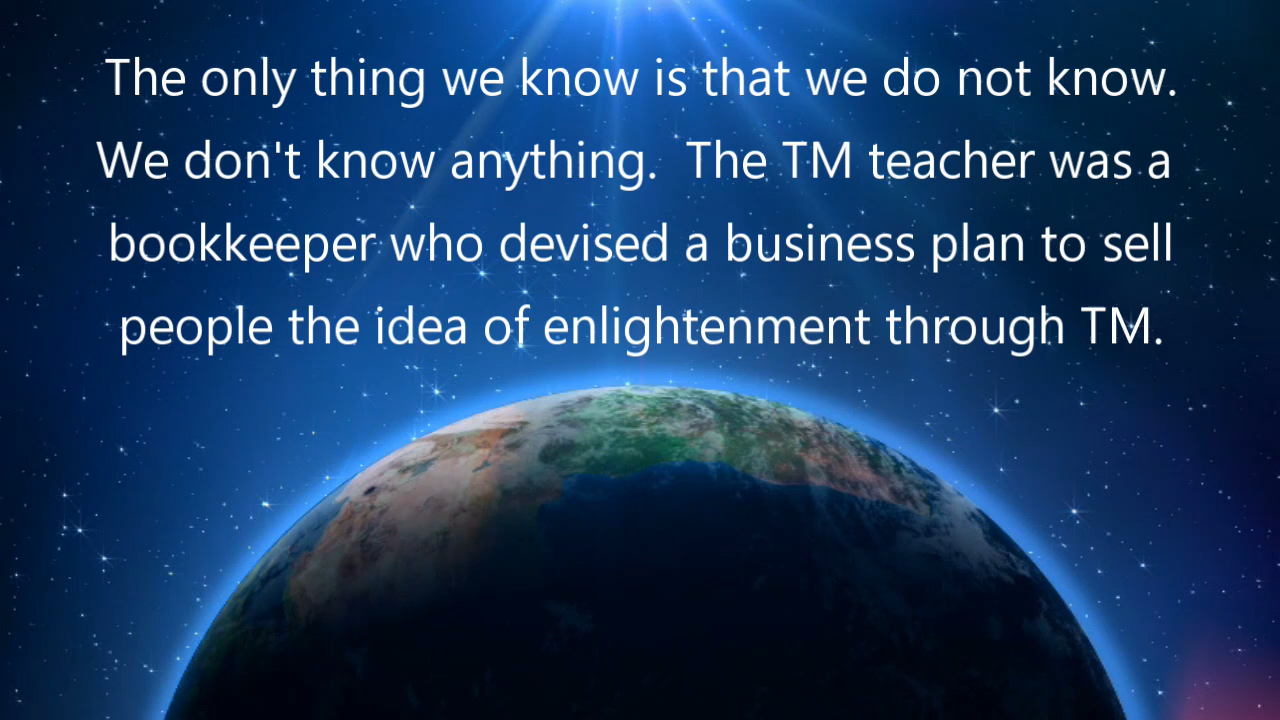 The only thing we know is that we do not know.
We don't know anything.  The TM teacher was a
bookkeeper who devised a business plan to sell
people the idea of enlightenment through TM.